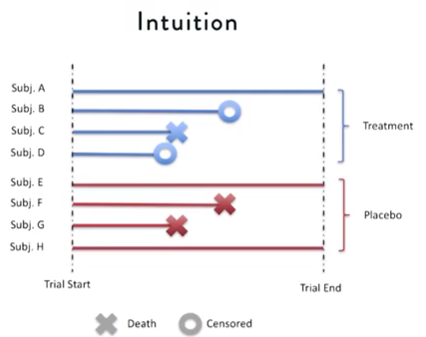 Intuition
Subj. A
Subj. B
Subj. C
Subj. D
Treatment
Subj. E
Subj. F
Subj. G
Subj. H
Placebo
Trial Start
Trial End
Death
Censored